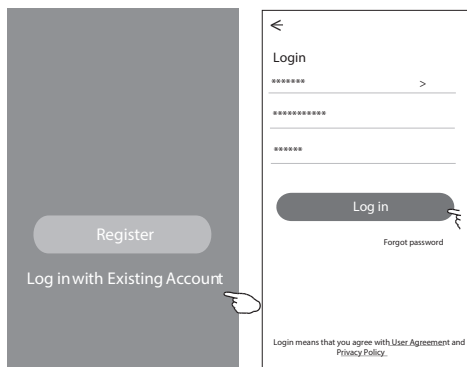 Register
Log in with Existing Account
Login
******* >
***********
******
Log in
Forgot password
Login means that you agree with User Agreement and
Privacy Policy